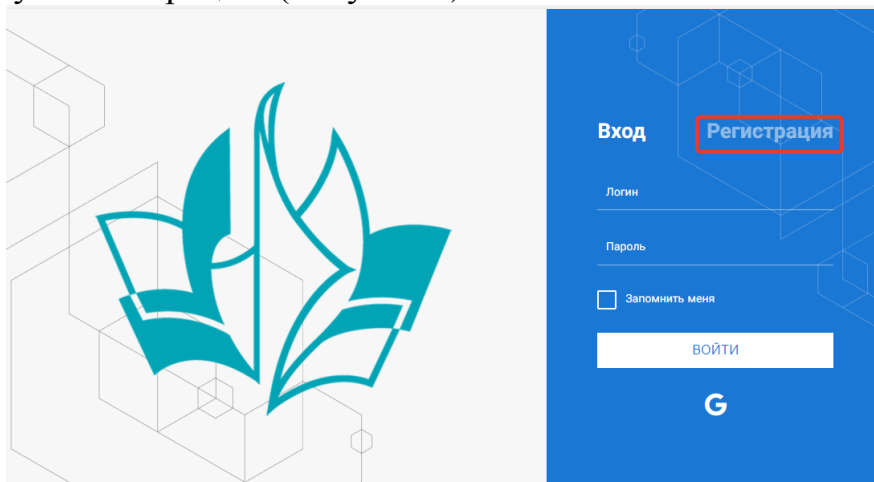 Вход Регистрация
Логин
Пароль
Запомнить меня
ВОЙТИ
G